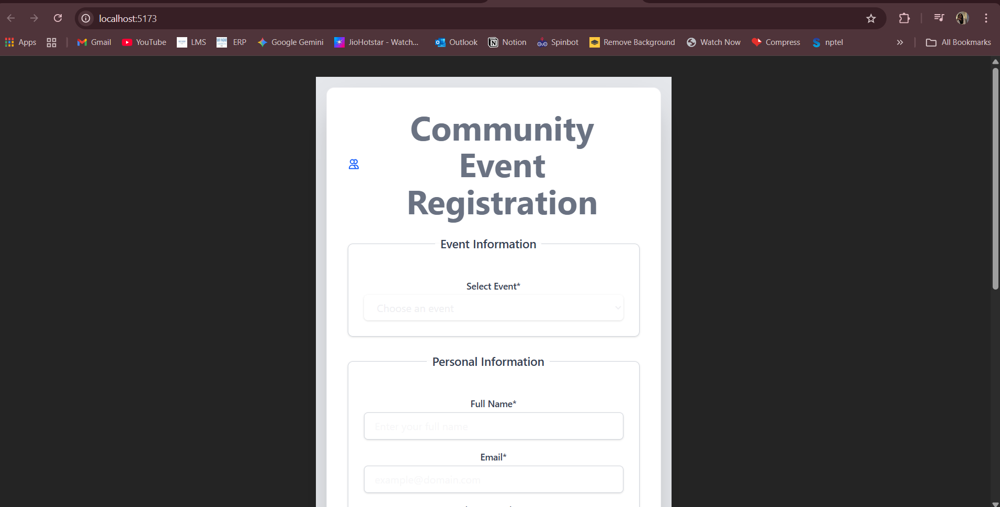 localhost:5173
Apps Gmail YouTube LMS ERP Google Gemini JioHotstar - Watch... Outlook Notion Spinbot Remove Background Watch Now Compress nptel » All Bookmarks
Community
Event
Registration
Event Information
Select Event*
Choose an event
Personal Information
Full Name*
Enter your full name
Email*
example@domain.com